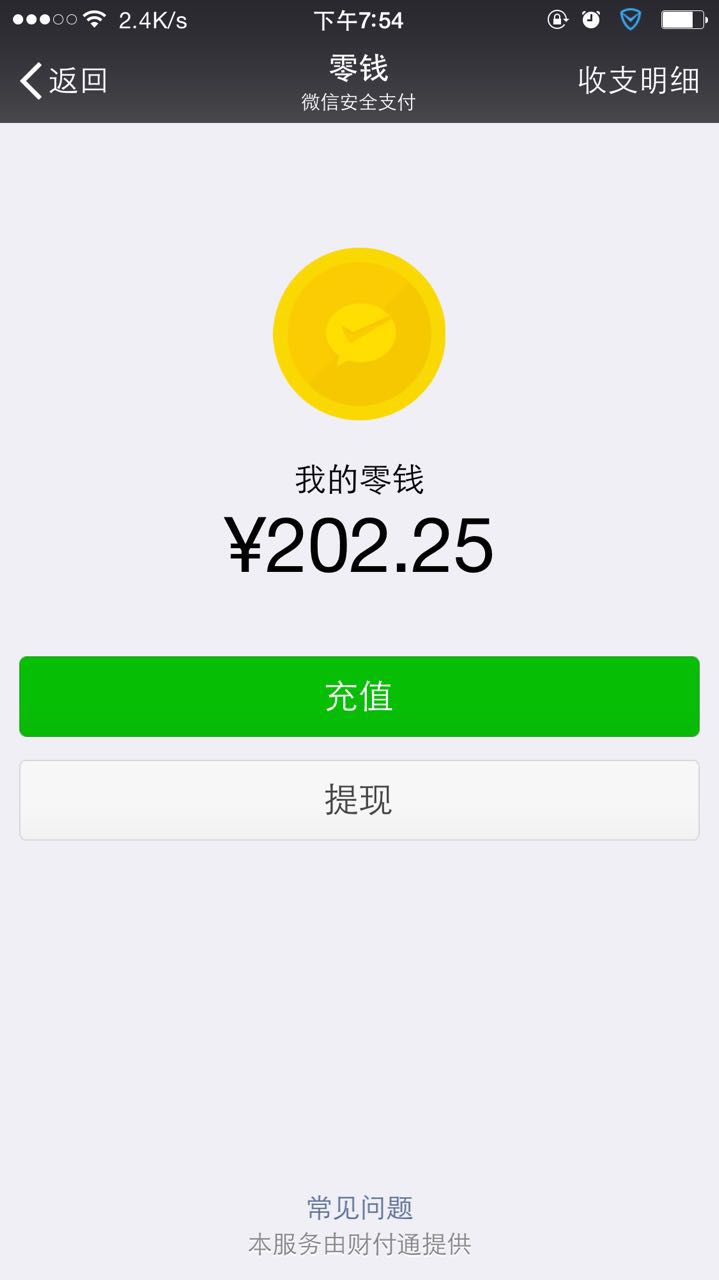 2.4K/s 下午7:54
返回 零钱 收支明细
微信安全支付
我的零钱
¥202.25
充值
提现
常见问题
本服务由财付通提供